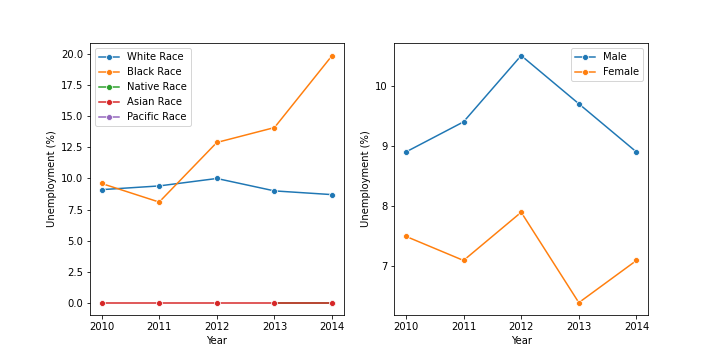 White Race
Black Race
Native Race
Asian Race
Pacific Race
20.0
17.5
15.0
12.5
10.0
7.5
5.0
2.5
0.0
Unemployment (%)
2010 2011 2012 2013 2014
Year
Male
Female
10
9
8
7
Unemployment (%)
2010 2011 2012 2013 2014
Year